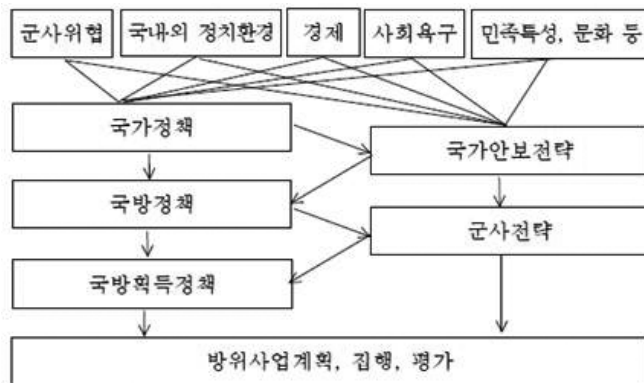 군사위협
국내외 정치환경
경제
사회욕구
민족특성, 문화 등
국가정책
국가안보전략
국방정책
군사전략
국방획득정책
방위사업계획, 집행, 평가